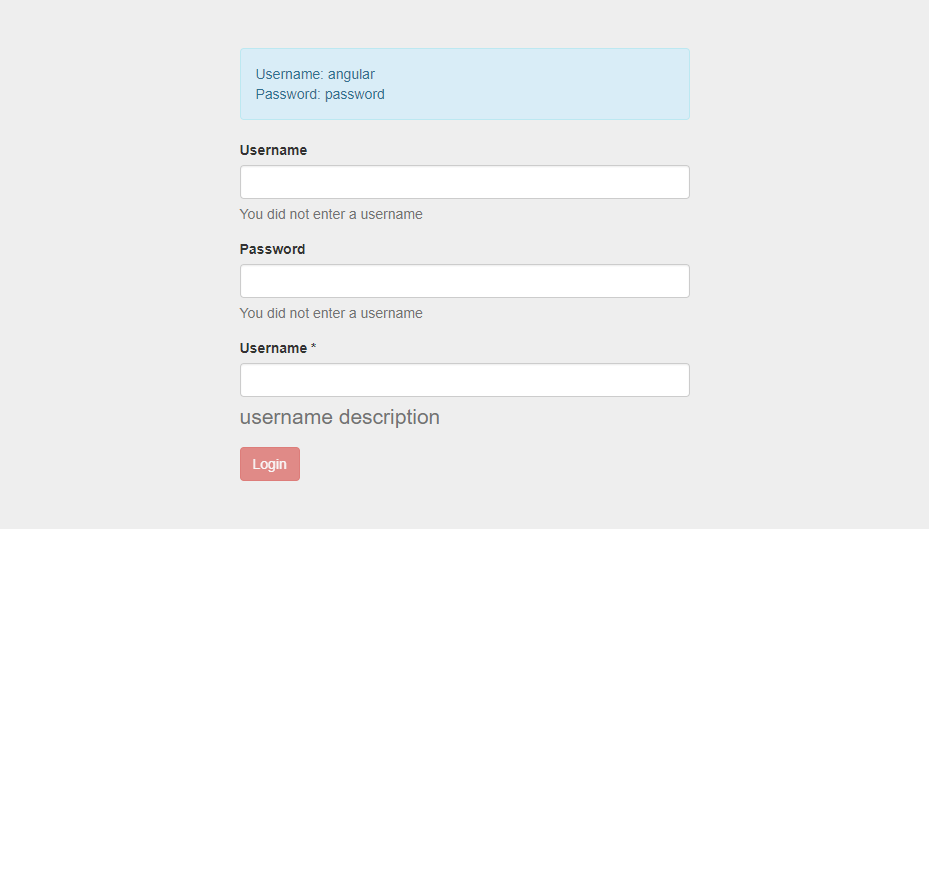 Username: angular
Password: password
Username
You did not enter a username
Password
You did not enter a username
Username *
username description
Login